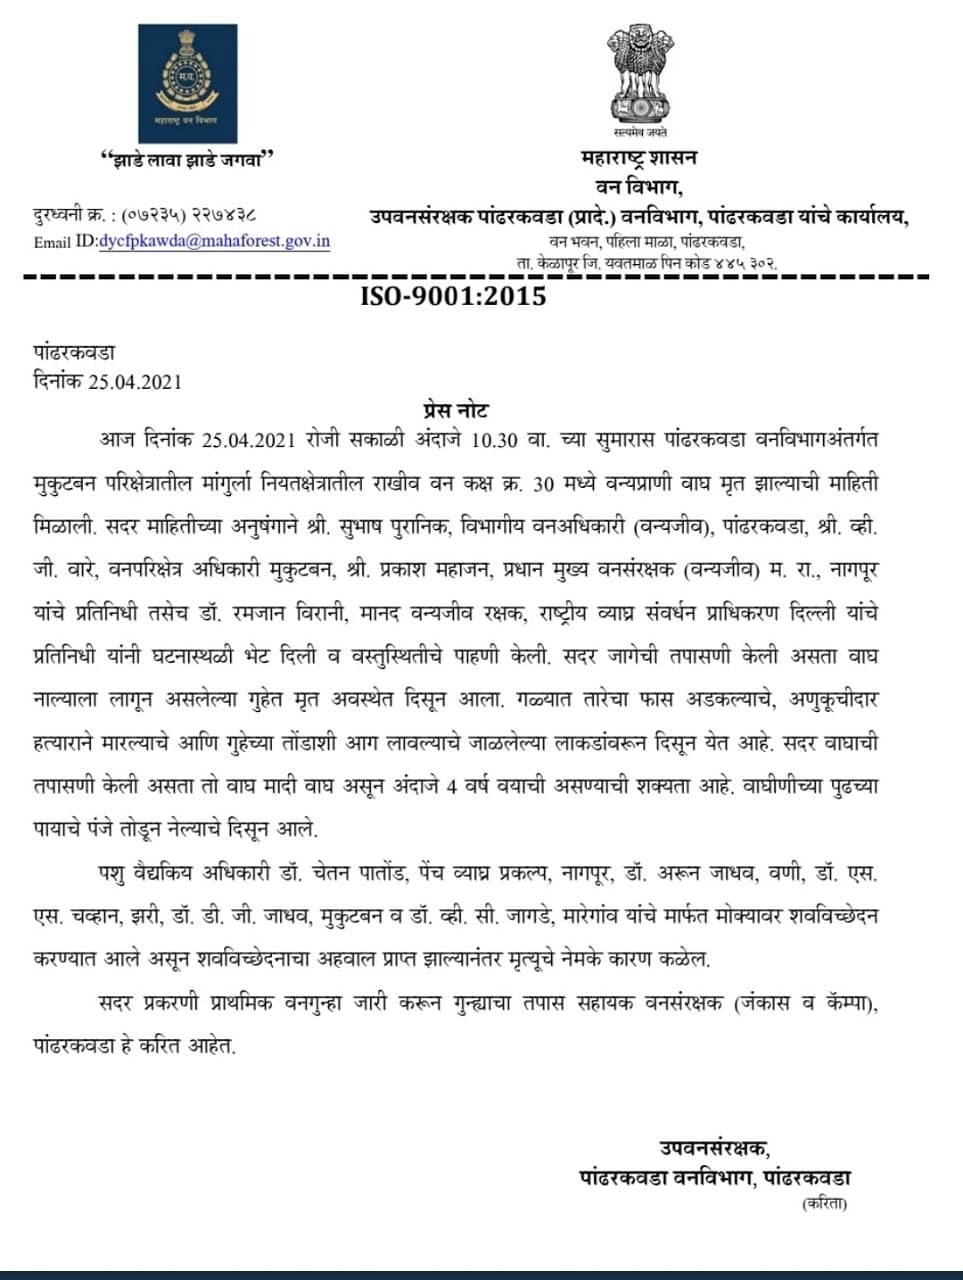 महाराष्ट्र वन विभाग
“झाडे लावा झाडे जगवा”
दुरध्वनी क्र. : (०७२३५) २२७४३८
Email ID:dycfpkawda@mahaforest.gov.in
सत्यमेव जयते
महाराष्ट्र शासन
वन विभाग,
उपवनसंरक्षक पांढरकवडा (प्रादे.) वनविभाग, पांढरकवडा यांचे कार्यालय,
वन भवन, पहिला माळा, पांढरकवडा,
ता. केळापूर जि. यवतमाळ पिन कोड ४४५ ३०२.
ISO-9001:2015
पांढरकवडा
दिनांक 25.04.2021
प्रेस नोट
आज दिनांक 25.04.2021 रोजी सकाळी अंदाजे 10.30 वा. च्या सुमारास पांढरकवडा वनविभागअंतर्गत
मुकुटबन परिक्षेत्रातील मांगुर्ला नियतक्षेत्रातील राखीव वन कक्ष क्र. 30 मध्ये वन्यप्राणी वाघ मृत झाल्याची माहिती
मिळाली. सदर माहितीच्या अनुषंगाने श्री. सुभाष पुराणिक, विभागीय वनअधिकारी (वन्यजीव), पांढरकवडा, श्री. व्ही.
जी. वारे, वनपरिक्षेत्र अधिकारी मुकुटबन, श्री. प्रकाश महाजन, प्रधान मुख्य वनसंरक्षक (वन्यजीव) म. रा., नागपूर
यांचे प्रतिनिधी तसेच डॉ. रमजान विराणी, मानद वन्यजीव रक्षक, राष्ट्रीय व्याघ्र संवर्धन प्राधिकरण दिल्ली यांचे
प्रतिनिधी यांनी घटनास्थळी भेट दिली व वस्तुस्थितीचे पाहणी केली. सदर जागेची तपासणी केली असता वाघ
नाल्याला लागून असलेल्या गुहेत मृत अवस्थेत दिसून आला. गळ्यात तारेचा फास अडकल्याचे, अणुकूचीदार
हत्याराने मारल्याचे आणि गुहेच्या तोंडाशी आग लावल्याचे जाळलेल्या लाकडांवरून दिसून येत आहे. सदर वाघाची
तपासणी केली असता तो वाघ मादी वाघ असून अंदाजे 4 वर्ष वयाची असण्याची शक्यता आहे. वाघीणीच्या पुढच्या
पायाचे पंजे तोडून नेल्याचे दिसून आले.
पशु वैद्यकिय अधिकारी डॉ. चेतन पातोंड, पेंच व्याघ्र प्रकल्प, नागपूर, डॉ. अरून जाधव, वणी, डॉ. एस.
एस. चव्हान, झरी, डॉ. डी. जी. जाधव, मुकुटबन व डॉ. व्ही. सी. जागडे, मारेगांव यांचे मार्फत मोक्यावर शवविच्छेदन
करण्यात आले असून शवविच्छेदनाचा अहवाल प्राप्त झाल्यानंतर मृत्यूचे नेमके कारण कळेल.
सदर प्रकरणी प्राथमिक वनगुन्हा जारी करून गुन्ह्याचा तपास सहायक वनसंरक्षक (जंकास व कॅम्पा),
पांढरकवडा हे करित आहेत.
उपवनसंरक्षक,
पांढरकवडा वनविभाग, पांढरकवडा
(करिता)